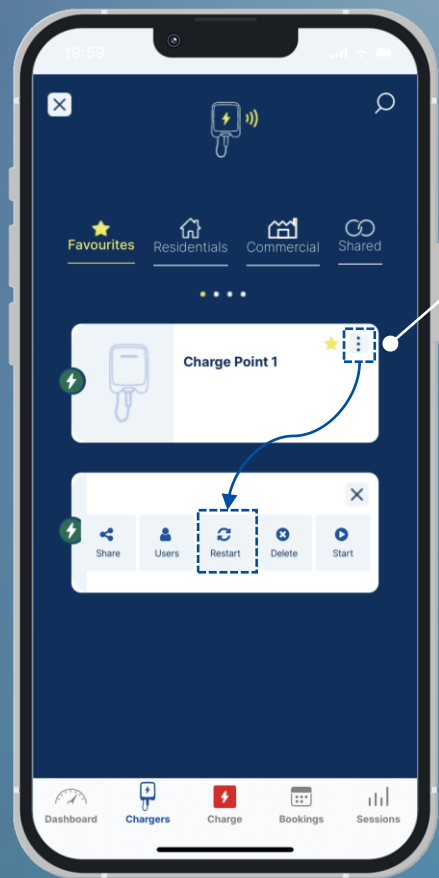 19:59
Favourites
Residentials
Commercial
Shared
Charge Point 1
Share
Users
Restart
Delete
Start
Dashboard
Chargers
Charge
Bookings
Sessions